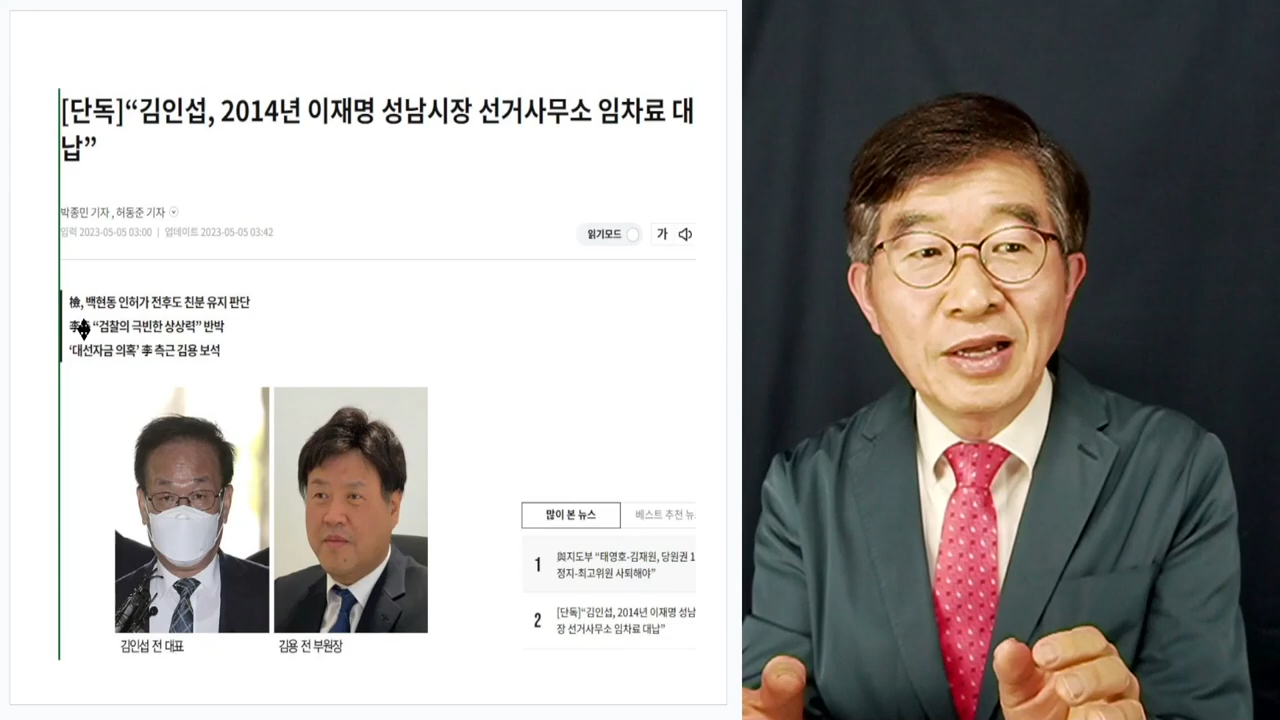 [단독]“김인섭, 2014년 이재명 성남시장 선거사무소 임차료 대
납”
박종민 기자 , 허동준 기자
입력 2023-05-05 03:00 | 업데이트 2023-05-05 03:42
읽기모드
가
檢, 백현동 인허가 전후도 친분 유지 판단
李 “검찰의 극빈한 상상력” 반박
‘대선자금 의혹’ 李 측근 김용 보석
김인섭 전 대표
김용 전 부원장
많이 본 뉴스
베스트 추천 뉴
1
與지도부 “태영호-김재원, 당원권 1
정지-최고위원 사퇴해야”
2
[단독]“김인섭, 2014년 이재명 성남
장 선거사무소 임차료 대납”